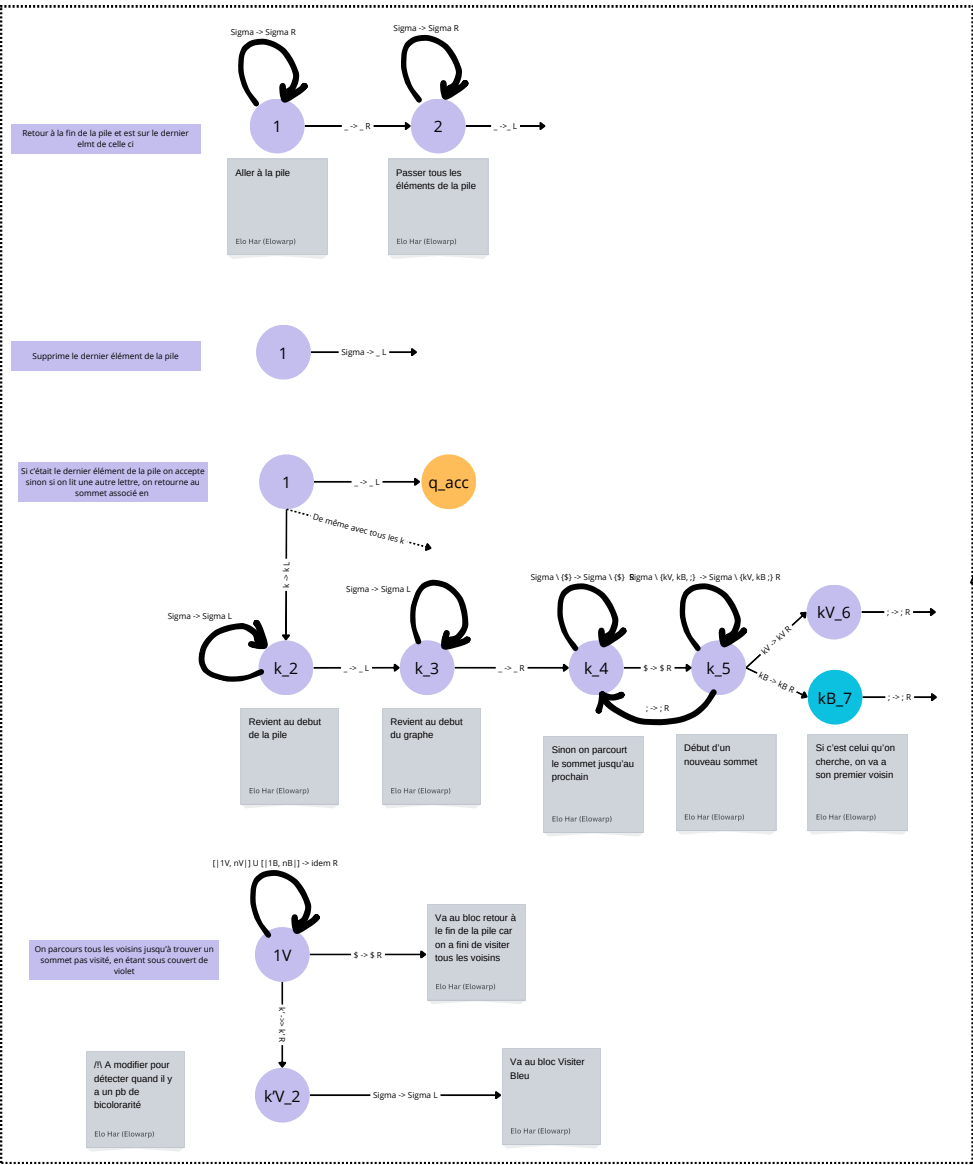 Sigma -> Sigma R
Sigma -> Sigma R
Retour à la fin de la pile et est sur le dernier
elmt de celle ci
1
_ -> _ R
2
_ -> _ L
Aller à la pile
Elo Har (Elowarp)
Passer tous les
éléments de la pile
Elo Har (Elowarp)
Supprime le dernier élément de la pile
1
Sigma -> _ L
Si c'était le dernier élément de la pile on accepte
sinon si on lit une autre lettre, on retourne au
sommet associé en
1
_ -> _ L
q_acc
De même avec tous les k
k -> k L
Sigma -> Sigma L
Sigma -> Sigma L
Sigma \ {$} -> Sigma \ {$} R
Sigma \ {kV, kB, ;} -> Sigma \ {kV, kB ;} R
k_2
_ -> _ L
k_3
_ -> _ R
k_4
$ -> $ R
k_5
; -> ; R
kV -> kV R
kV_6
; -> ; R
kB -> kB R
kB_7
; -> ; R
Revient au debut
de la pile
Elo Har (Elowarp)
Revient au debut
du graphe
Elo Har (Elowarp)
Sinon on parcourt
le sommet jusqu'au
prochain
Elo Har (Elowarp)
Début d'un
nouveau sommet
Elo Har (Elowarp)
Si c'est celui qu'on
cherche, on va a
son premier voisin
Elo Har (Elowarp)
[|1V, nV|] U [|1B, nB|] -> idem R
On parcours tous les voisins jusqu'à trouver un
sommet pas visité, en étant sous couvert de
violet
1V
$ -> $ R
Va au bloc retour à
le fin de la pile car
on a fini de visiter
tous les voisins
Elo Har (Elowarp)
k' ->> k' R
/!\ A modifier pour
détecter quand il y
a un pb de
bicolorarité
Elo Har (Elowarp)
k'V_2
Sigma -> Sigma L
Va au bloc Visiter
Bleu
Elo Har (Elowarp)